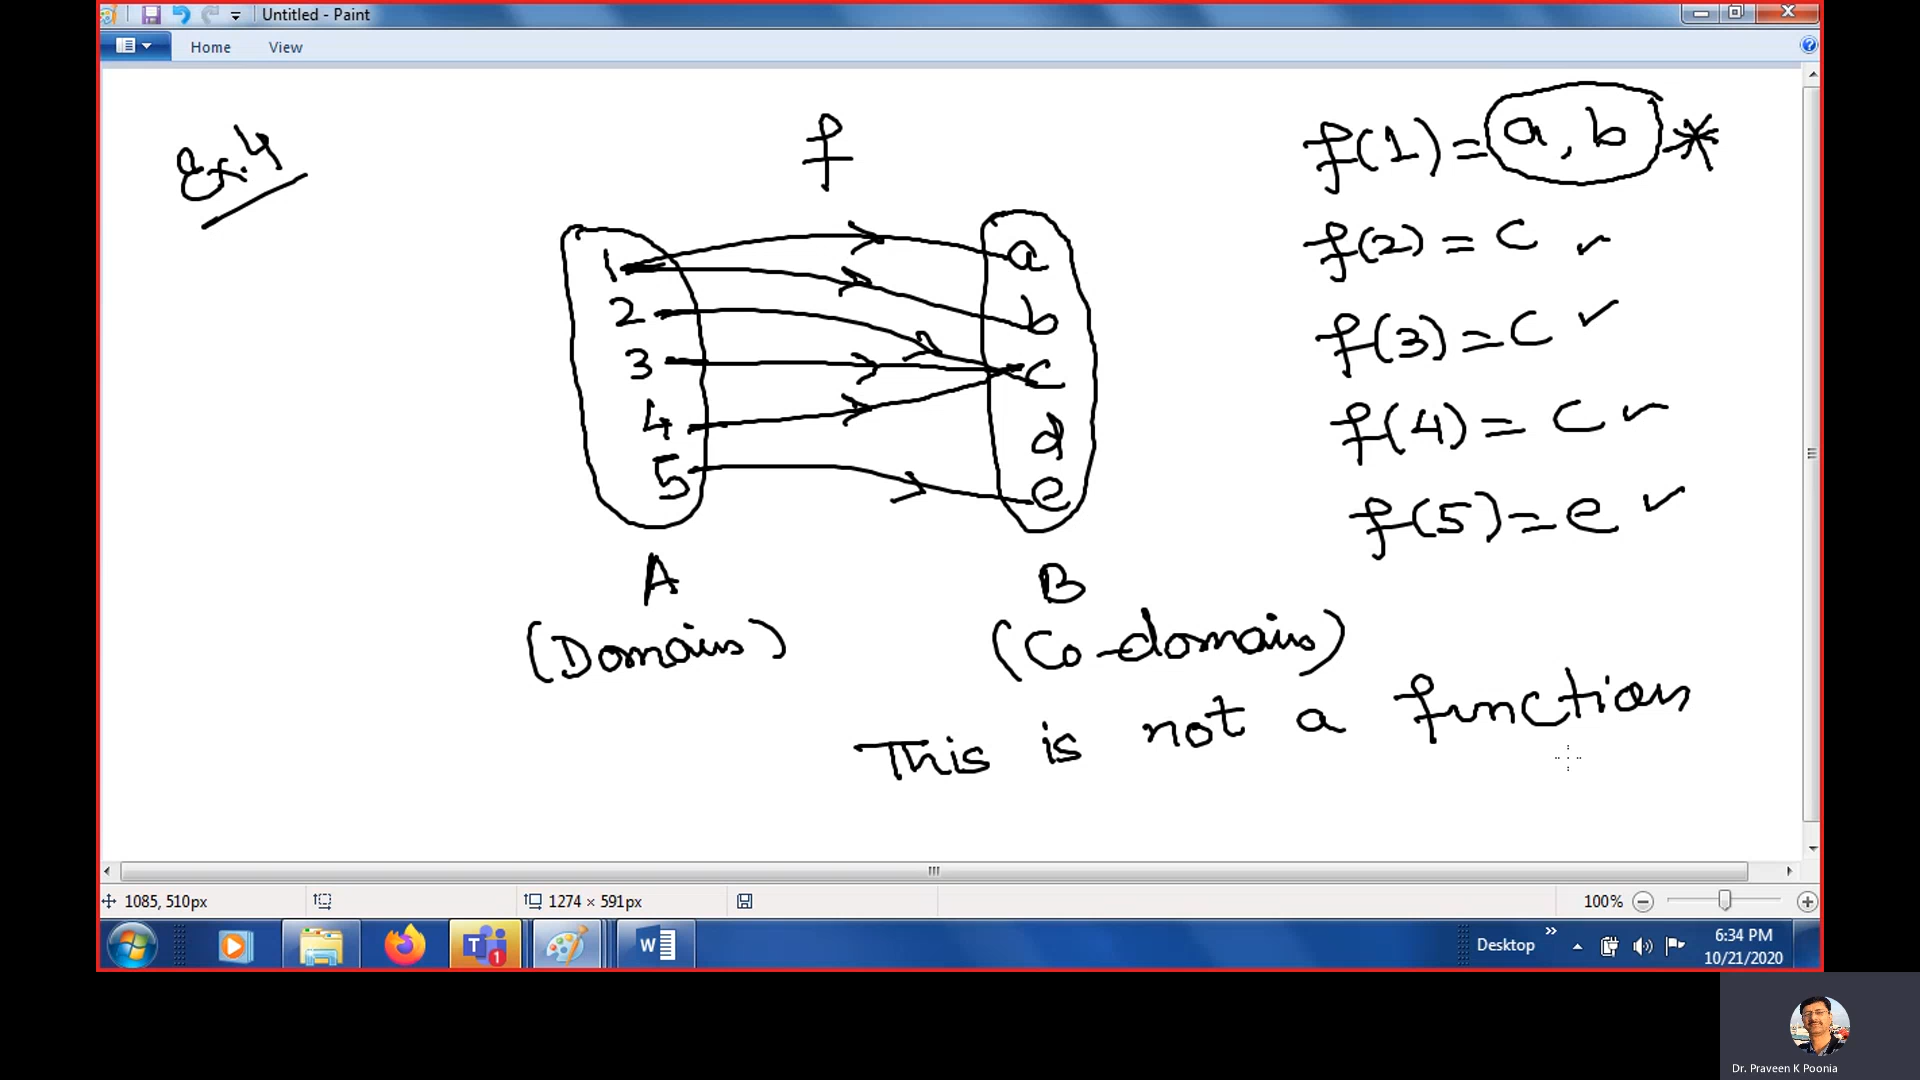 Untitled - Paint
Home View
Ex.4
f
1
2
3
4
5
a
b
c
d
e
A
(Domain)
B
(Co-domain)
f(1) = a, b *
f(2) = c ✓
f(3) = c ✓
f(4) = c ✓
f(5) = e ✓
This is not a function
1085, 510px
1274 × 591px
100%
T 1
W
Desktop
»
6:34 PM
10/21/2020
Dr. Praveen K Poonia